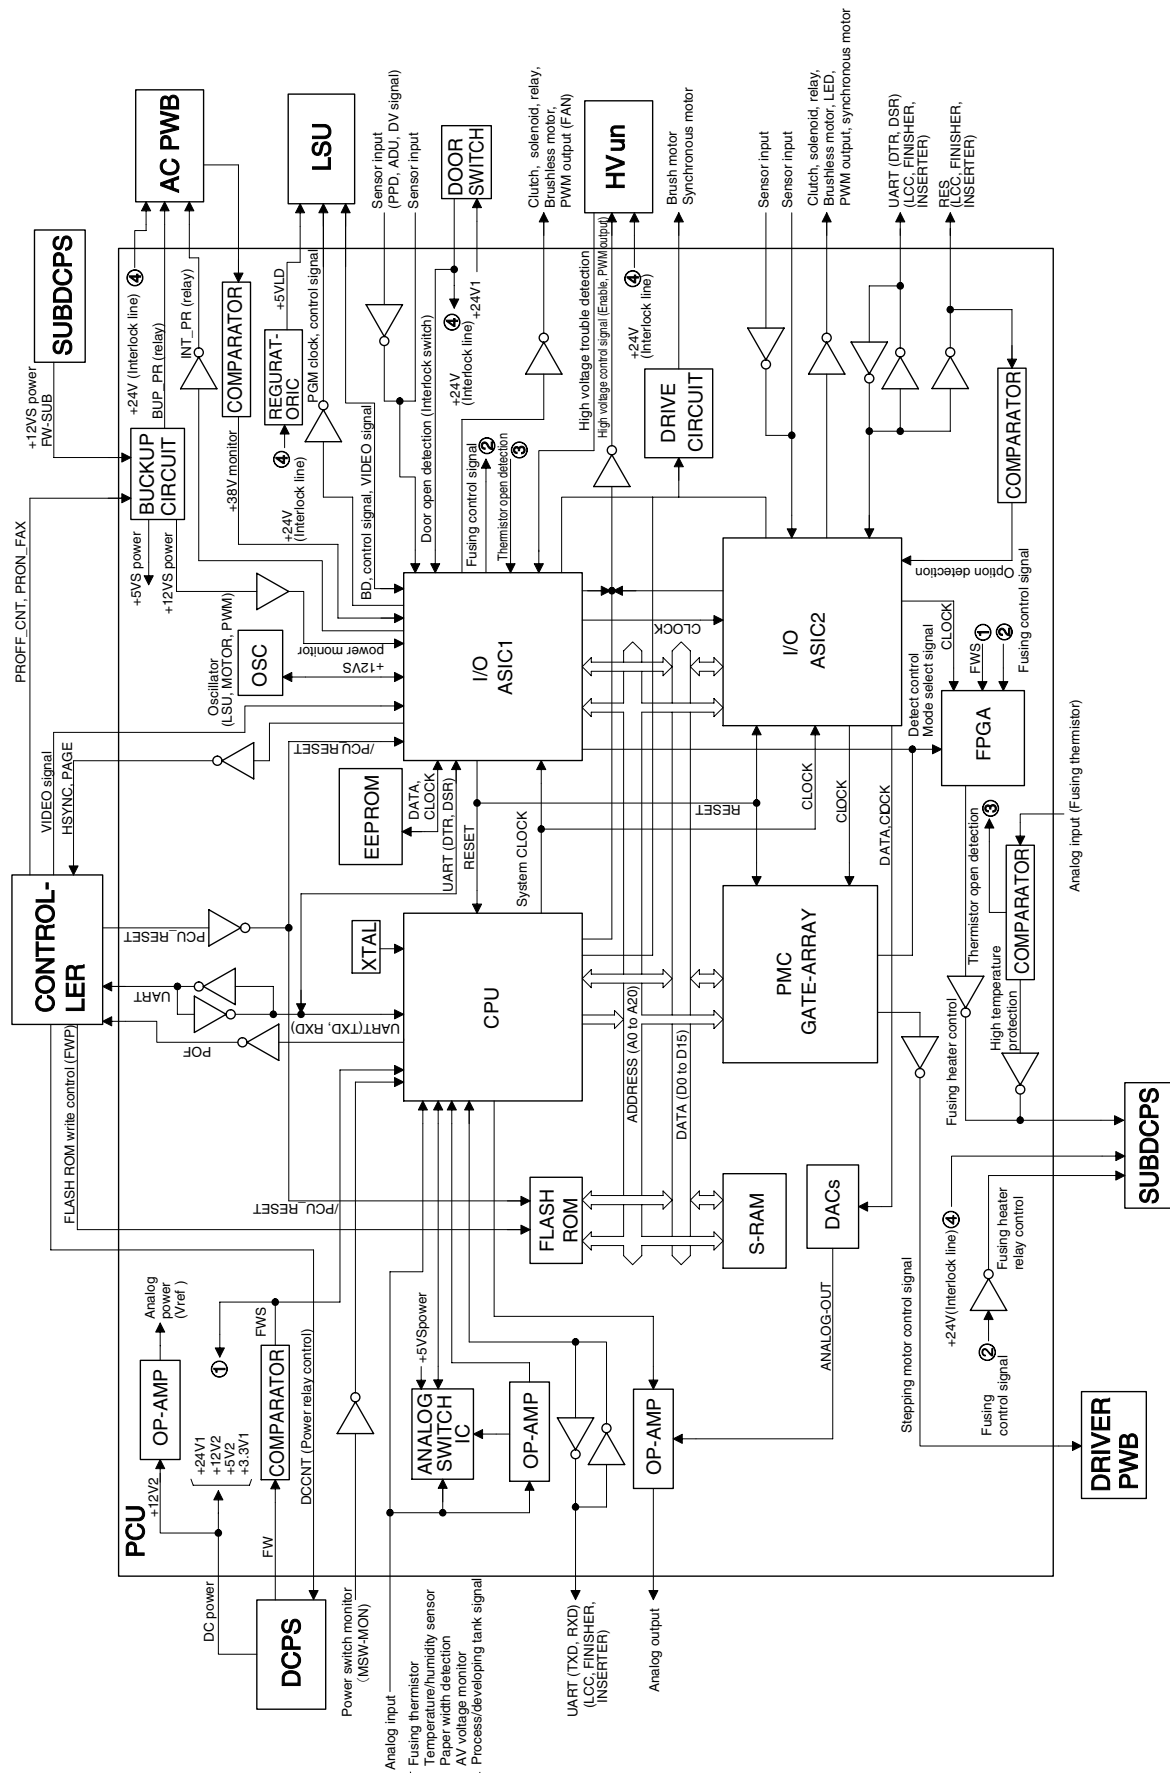 PCU
DCPS
DC power
+12V2
OP-AMP
Analog
power
(Vref )
+24V1
+12V2
+5V2
+3.3V1
FW
COMPARATOR
FWS
①
DCCNT (Power relay control)
Power switch monitor
(MSW-MON)
Analog input
Fusing thermistor
Temperature/humidity sensor
Paper width detection
AV voltage monitor
Process/developing tank signal
+5VSpower
ANALOG
SWITCH
IC
OP-AMP
UART (TXD, RXD)
(LCC, FINISHER,
INSERTER)
OP-AMP
Analog output
ANALOG-OUT
CONTROL-
LER
FLASH ROM write control (FWP)
POF
UART
PCU_RESET
UART(TXD, RXD)
/PCU_RESET
VIDEO signal
HSYNC, PAGE
PROFF_CNT, PRON_FAX
/PCU_RESET
XTAL
CPU
FLASH
ROM
S-RAM
DACs
ADDRESS (A0 to A20)
DATA (D0 to D15)
EEPROM
DATA,
CLOCK
UART (DTR, DSR)
RESET
System CLOCK
RESET
CLOCK
CLOCK
DATA,CLOCK
PMC
GATE-ARRAY
Oscillator
(LSU, MOTOR, PWM)
OSC
+12VS
power monitor
I/O
ASIC1
CLOCK
I/O
ASIC2
SUBDCPS
+12VS power
FW-SUB
BUCKUP
CIRCUIT
+5VS power
+12VS power
AC PWB
+24V (Interlock line) ④
BUP_PR (relay)
INT_PR (relay)
COMPARATOR
+38V monitor
LSU
+5VLD
REGURAT-
ORIC
④
+24V
(Interlock line)
PGM clock, control signal
BD, control signal, VIDEO signal
Sensor input
(PPD, ADU, DV signal)
Sensor input
DOOR
SWITCH
Door open detection (Interlock switch)
④
+24V
(Interlock line)
+24V1
Clutch, solenoid, relay,
Brushless motor,
PWM output (FAN)
Fusing control signal
②
Thermistor open detection
③
HVun
High voltage trouble detection
High voltage control signal (Enable, PWM output)
④
+24V
(Interlock line)
Brush motor
Synchronous motor
DRIVE
CIRCUIT
Sensor input
Sensor input
Clutch, solenoid, relay,
Brushless motor, LED,
PWM output, synchronous motor
UART (DTR, DSR)
(LCC, FINISHER,
INSERTER)
RES
(LCC, FINISHER,
INSERTER)
COMPARATOR
Option detection
Detect control
Mode select signal
CLOCK
FWS ①
②
Fusing control signal
FPGA
Thermistor open detection
③
COMPARATOR
Analog input (Fusing thermistor)
High temperature
protection
Fusing heater control
SUBDCPS
+24V(Interlock line) ④
Fusing heater
relay control
②
Fusing
control signal
Stepping motor control signal
DRIVER
PWB